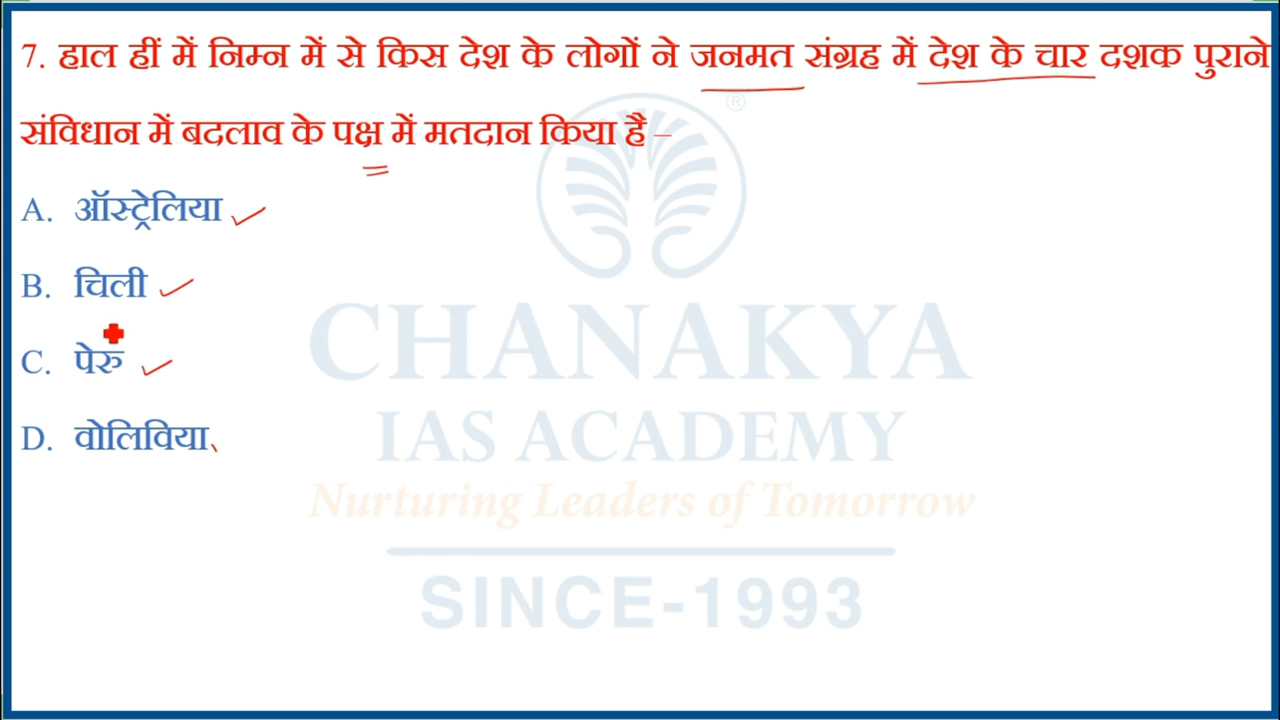 7. हाल हीं में निम्न में से किस देश के लोगों ने जनमत संग्रह में देश के चार दशक पुराने
संविधान में बदलाव के पक्ष में मतदान किया है –
A. ऑस्ट्रेलिया
B. चिली
C. पेरु
D. वोलिविया
®
CHANAKYA
IAS ACADEMY
Nurturing Leaders of Tomorrow
SINCE-1993